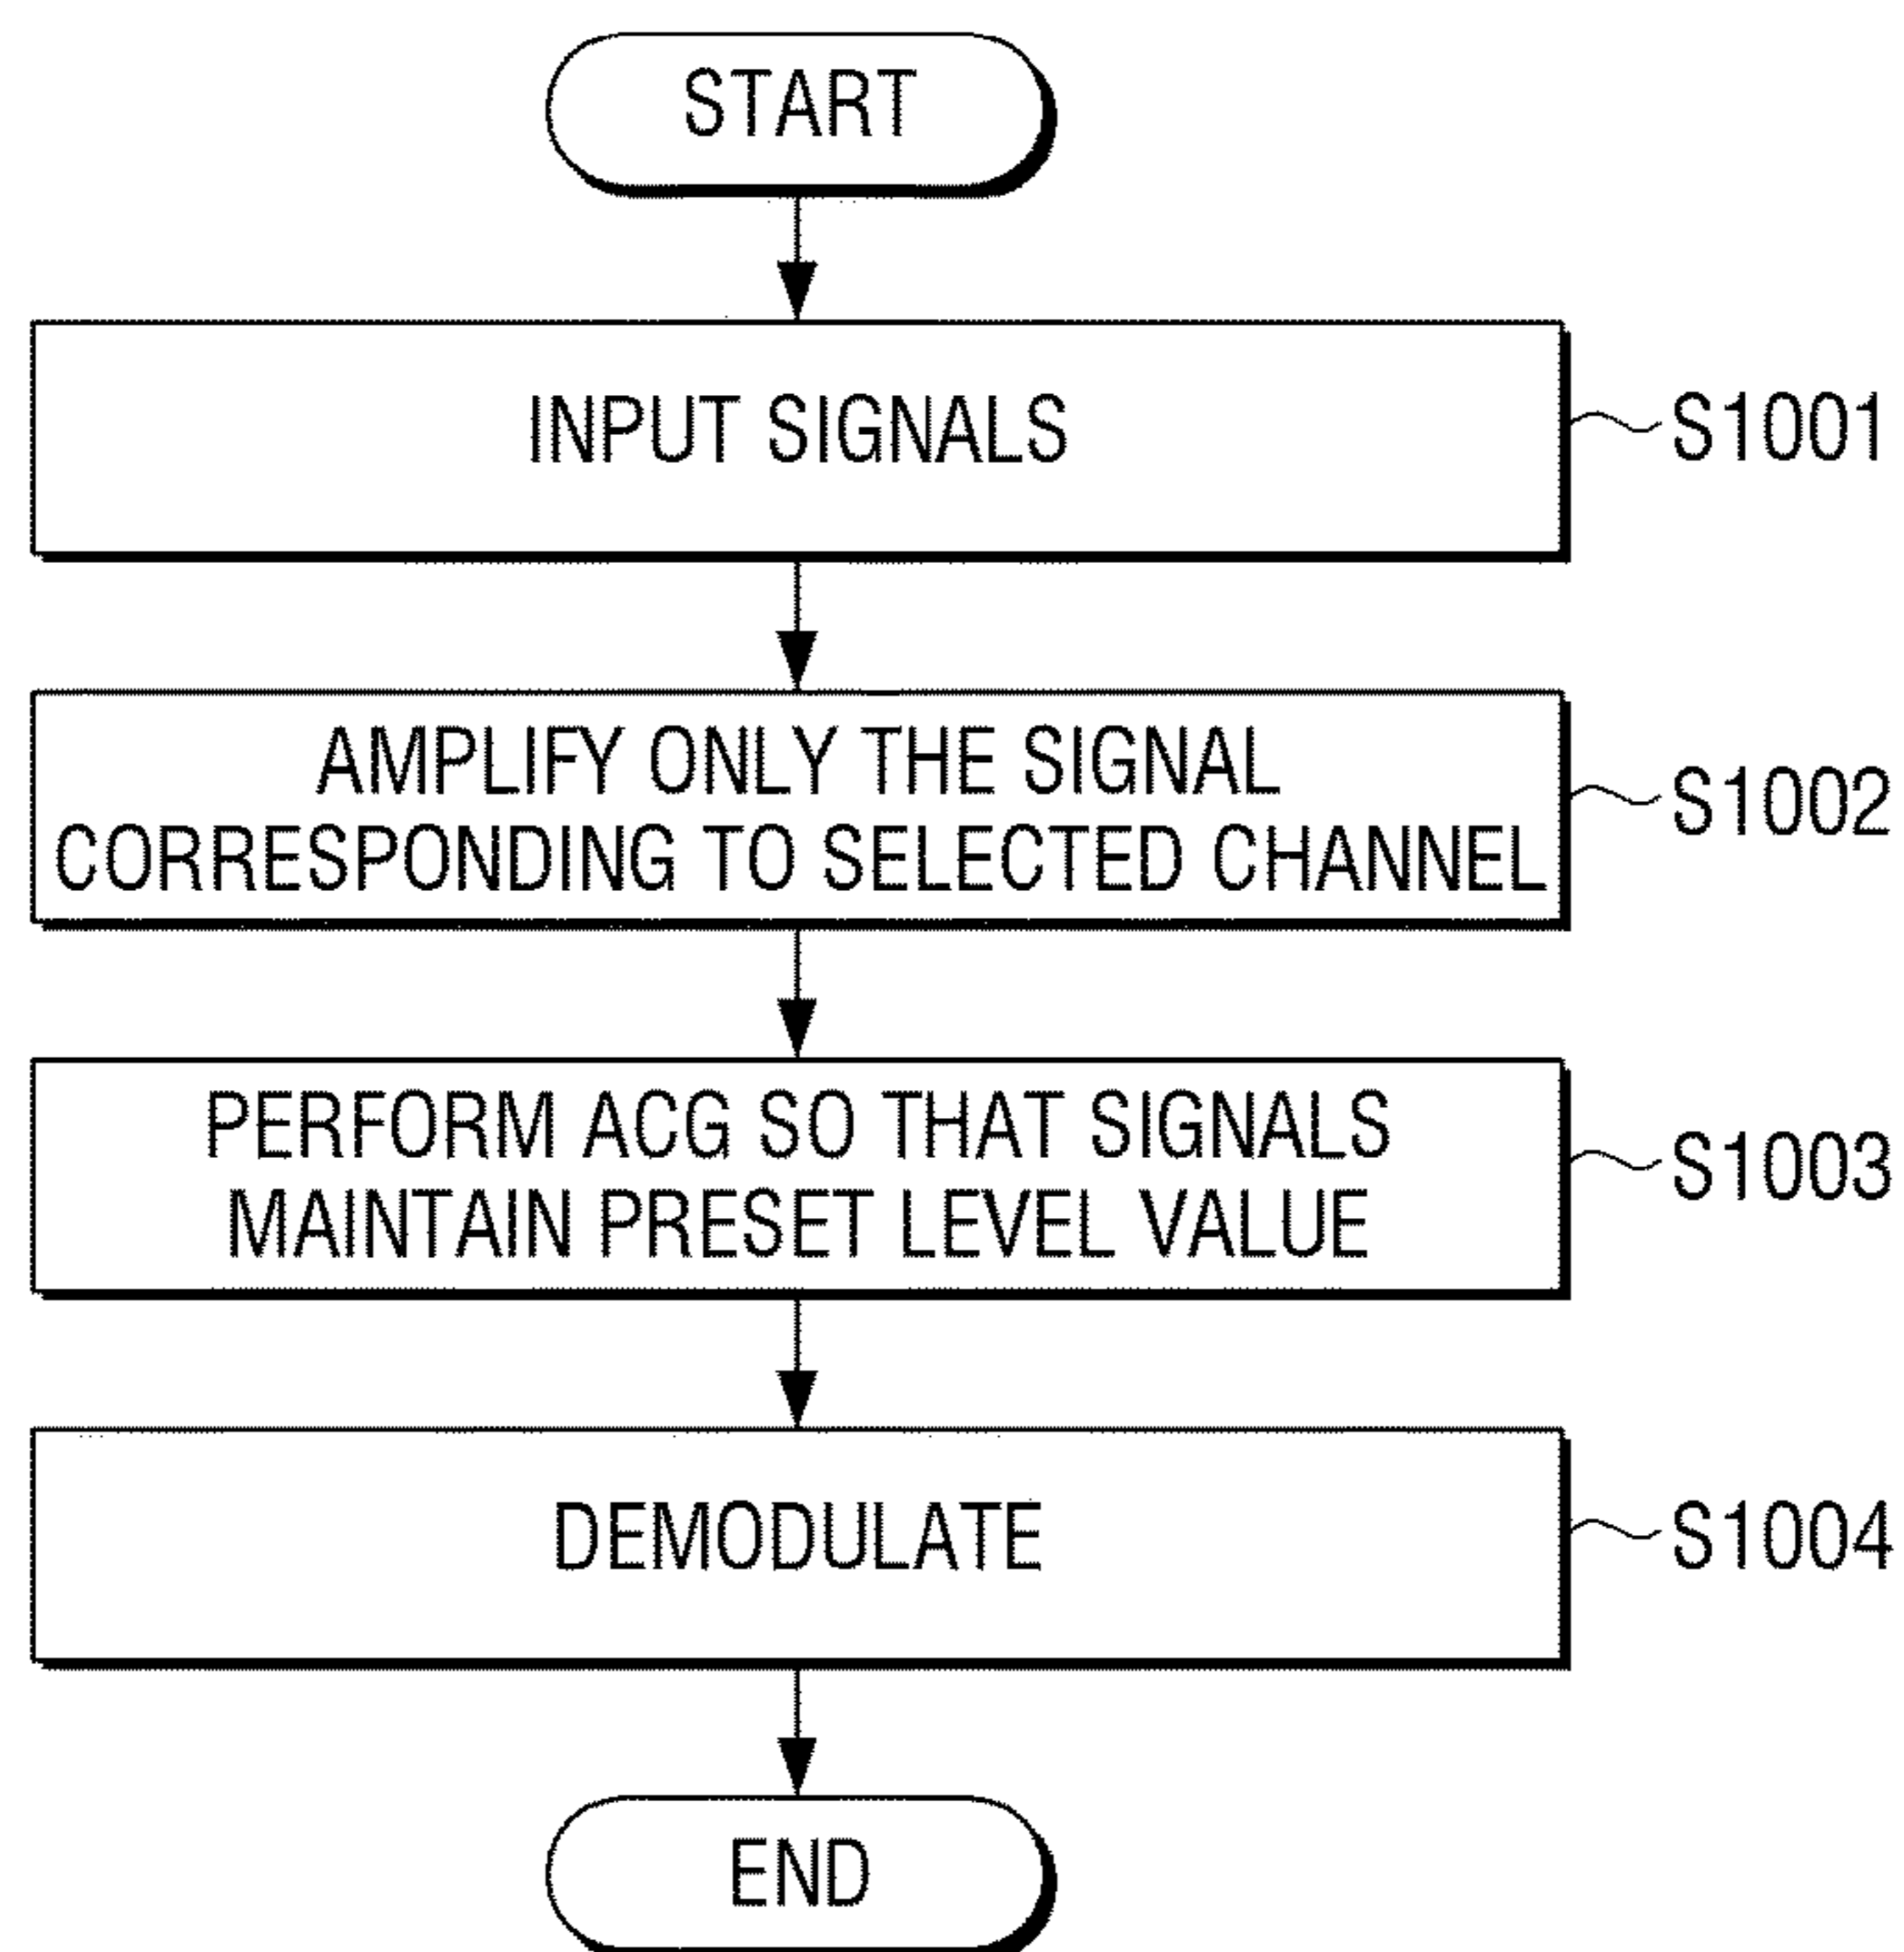 START
INPUT SIGNALS
S1001
AMPLIFY ONLY THE SIGNAL
CORRESPONDING TO SELECTED CHANNEL
S1002
PERFORM ACG SO THAT SIGNALS
MAINTAIN PRESET LEVEL VALUE
S1003
DEMODULATE
S1004
END